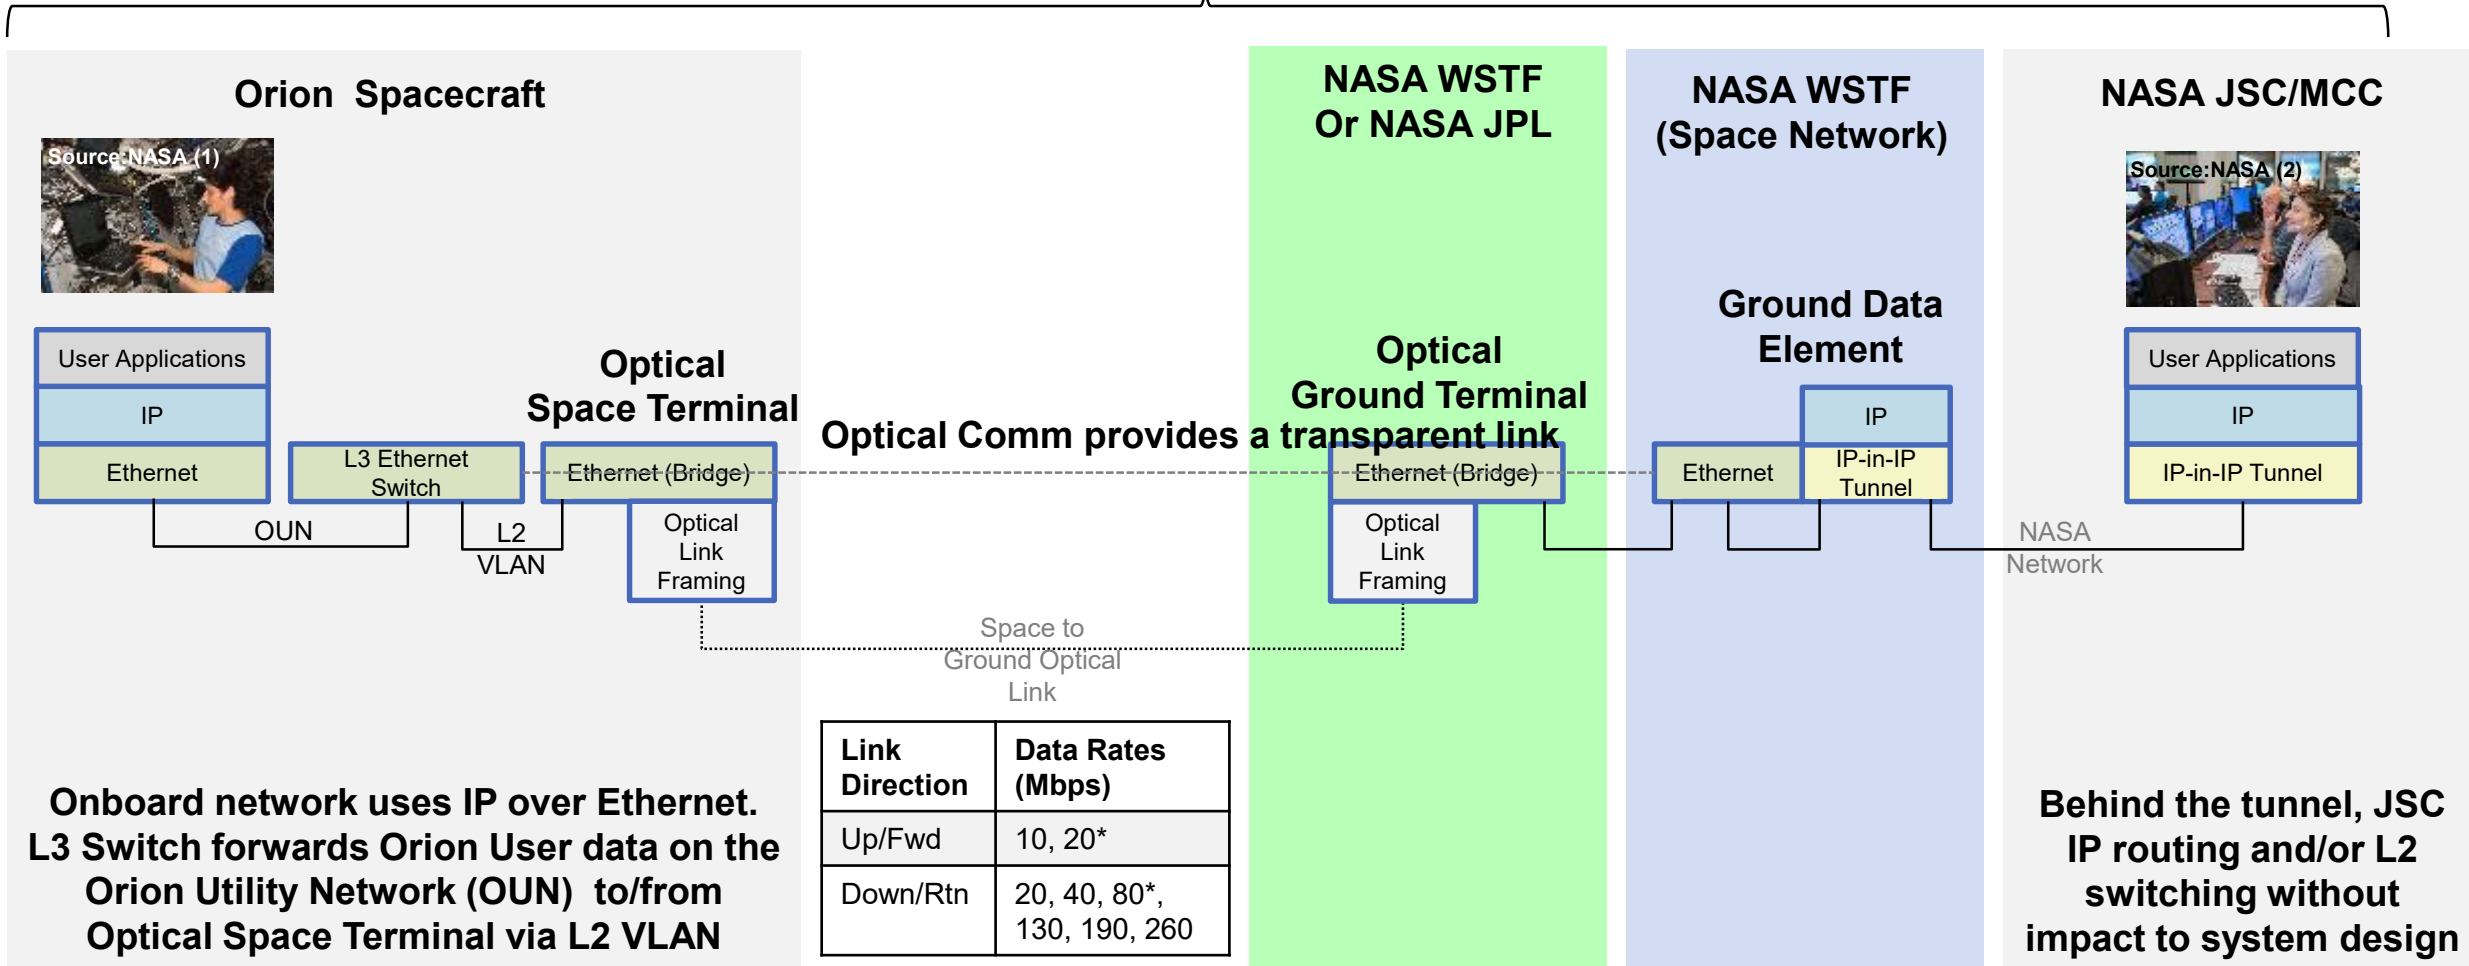 Orion  Spacecraft
Source:NASA (1)
User Applications
IP
Ethernet
OUN
L3 Ethernet
Switch
L2
VLAN
Optical
Space Terminal
Ethernet (Bridge)
Optical
Link
Framing
Onboard network uses IP over Ethernet.
L3 Switch forwards Orion User data on the
Orion Utility Network (OUN)  to/from
Optical Space Terminal via L2 VLAN
Optical Comm provides a transparent link
Space to
Ground Optical
Link
Link Direction
Data Rates (Mbps)
Up/Fwd
10, 20*
Down/Rtn
20, 40, 80*,
130, 190, 260
NASA WSTF
Or NASA JPL
Optical
Ground Terminal
Ethernet (Bridge)
Optical
Link
Framing
NASA WSTF
(Space Network)
Ground Data
Element
IP
Ethernet
IP-in-IP
Tunnel
NASA
Network
NASA JSC/MCC
Source:NASA (2)
User Applications
IP
IP-in-IP Tunnel
Behind the tunnel, JSC
IP routing and/or L2
switching without
impact to system design